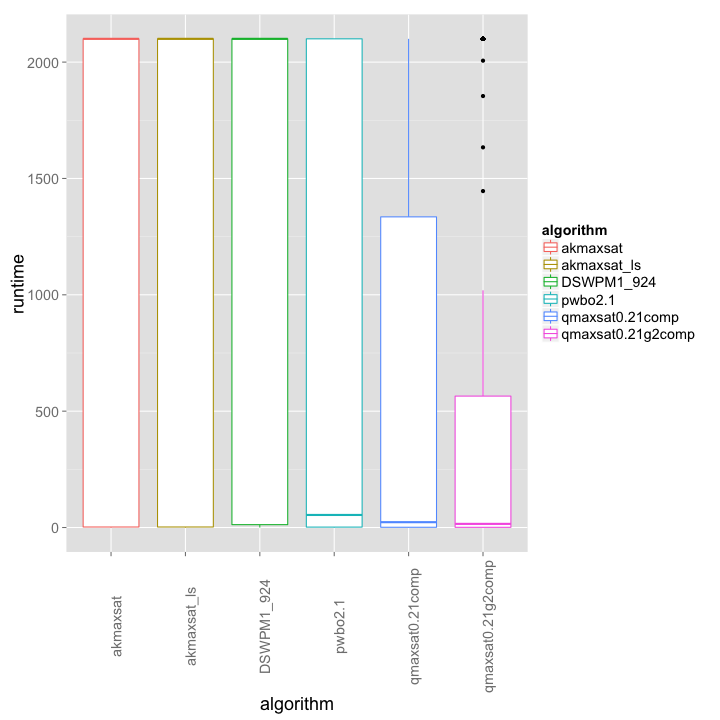 2000
1500
1000
500
0
runtime
akmaxsat
akmaxsat_ls
DSWPM1_924
pwbo2.1
qmaxsat0.21comp
qmaxsat0.21g2comp
algorithm
algorithm
akmaxsat
akmaxsat_ls
DSWPM1_924
pwbo2.1
qmaxsat0.21comp
qmaxsat0.21g2comp